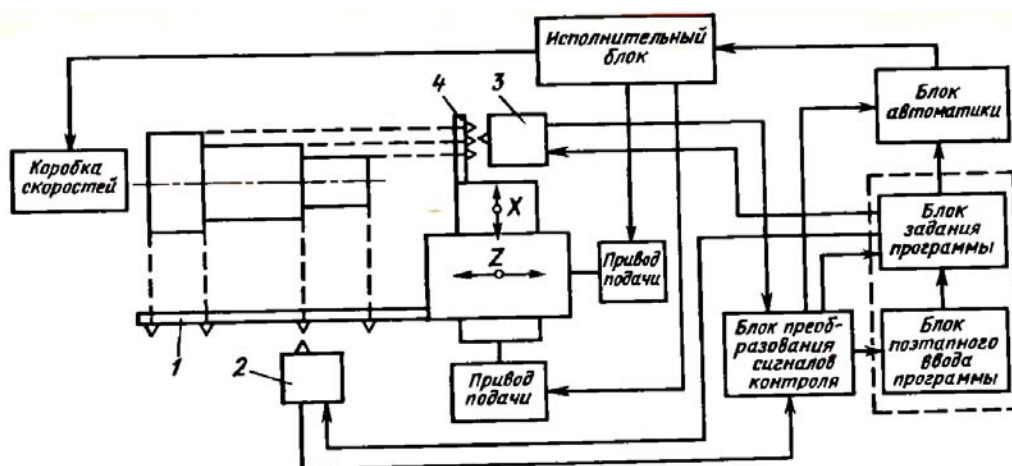 Исполнительный
блок
Блок
автоматики
4
3
Коробка
скоростей
X
Z
Блок
задания
программы
Привод
подачи
Блок преоб-
разования
сигналов
контроля
Блок
поэтапного
ввода
программы
1
2
Привод
подачи